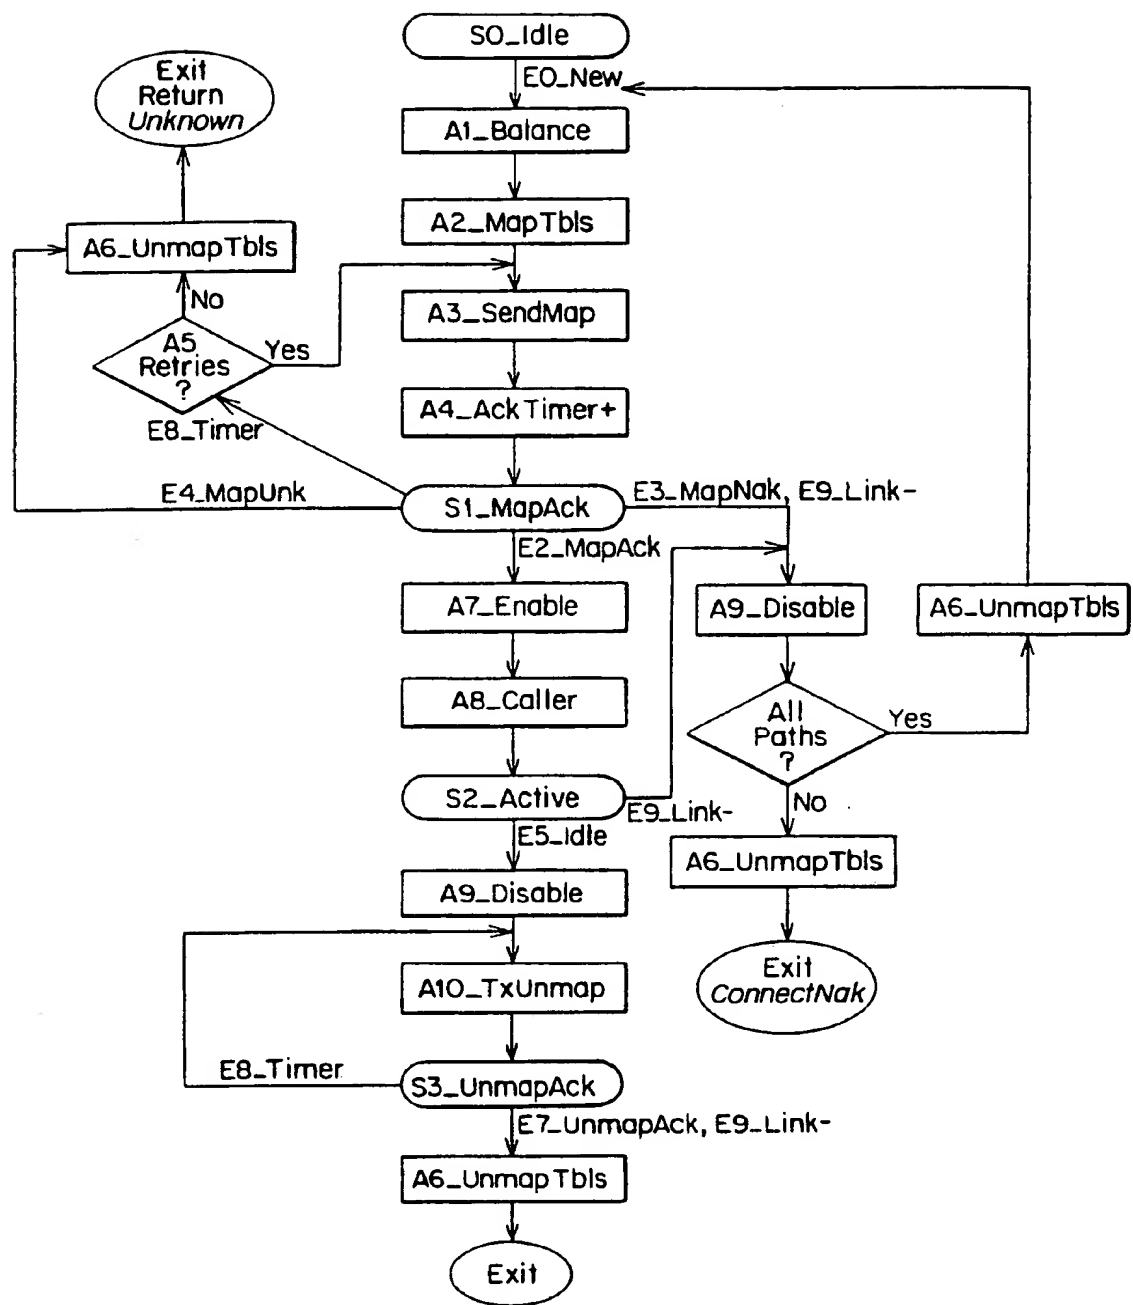 S0_Idle
E0_New
Exit
Return
Unknown
A1_Balance
A2_MapTbls
A6_UnmapTbls
No
A3_SendMap
A5
Retries
?
Yes
A4_AckTimer+
E8_Timer
E4_MapUnk
S1_MapAck
E3_MapNak, E9_Link-
E2_MapAck
A7_Enable
A9_Disable
A6_UnmapTbls
A8_Caller
All
Paths
?
Yes
S2_Active
E9_Link-
No
E5_Idle
A6_UnmapTbls
A9_Disable
Exit
ConnectNak
A10_TxUnmap
E8_Timer
S3_UnmapAck
E7_UnmapAck, E9_Link-
A6_UnmapTbls
Exit